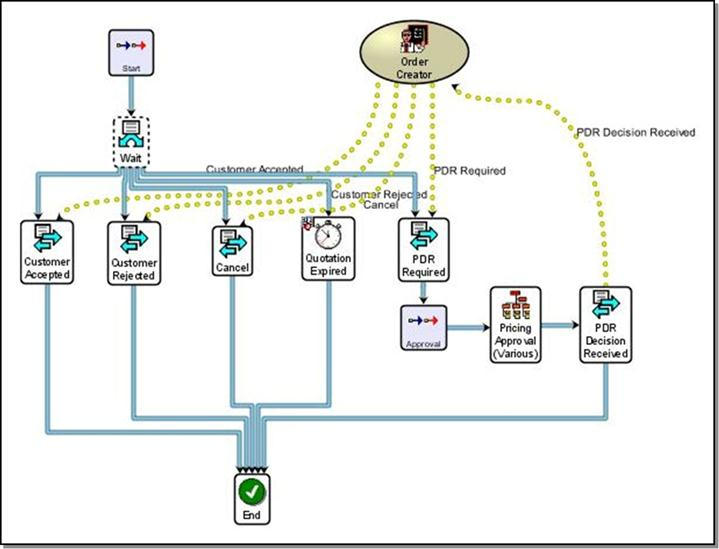 Start
Order
Creator
Wait
PDR Decision Received
Customer Accepted
PDR Required
Customer Rejected
Cancel
Customer
Accepted
Customer
Rejected
Cancel
Quotation
Expired
PDR
Required
Approval
Pricing
Approval
(Various)
PDR
Decision
Received
End